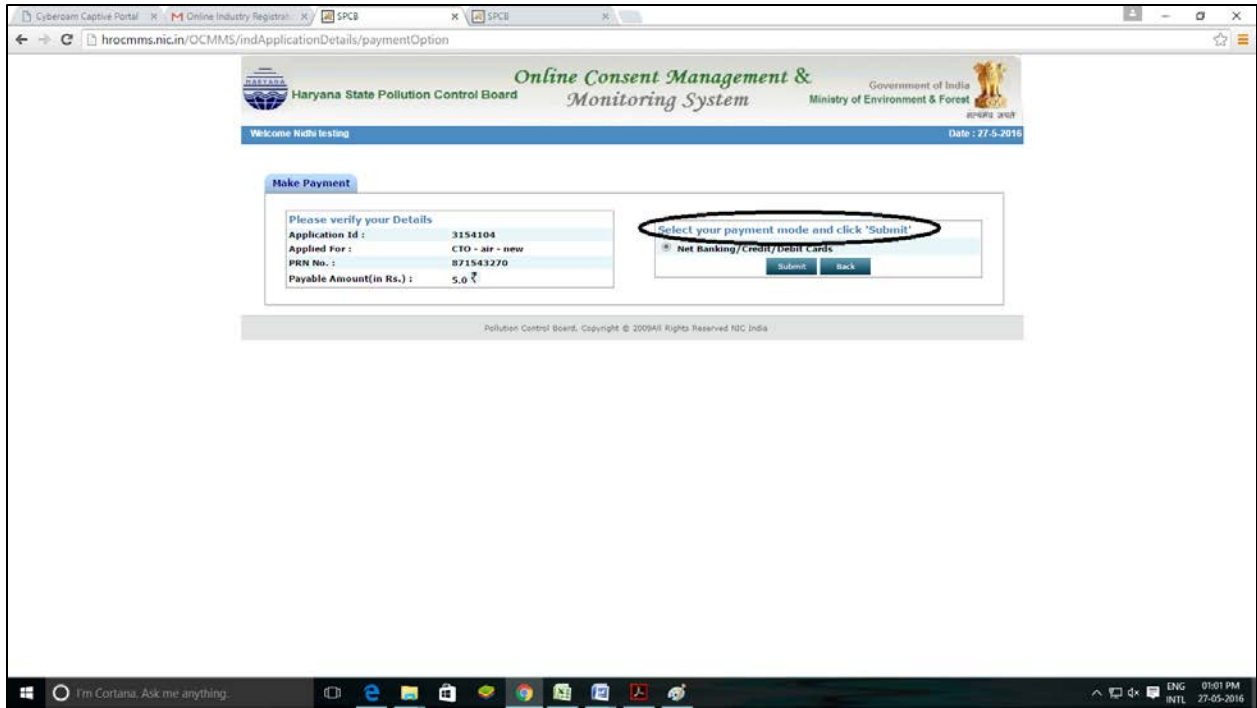 Cyberoam Captive Portal
Online Industry Registrati
SPCB
SPCB
hrocmms.nic.in/OCMMS/indApplicationDetails/paymentOption
HARYANA
Haryana State Pollution Control Board
Online Consent Management &
Monitoring System
Government of India
Ministry of Environment & Forest
सत्यमेव जयते
Welcome Nidhi testing
Date : 27-5-2016
Make Payment
Please verify your Details
Application Id : 3154104
Applied For : CTO - air - new
PRN No. : 871543270
Payable Amount(in Rs.) : 5.0 ₹
Select your payment mode and click 'Submit'
Net Banking/Credit/Debit Cards
Submit Back
Pollution Control Board, Copyright © 2009All Rights Reserved NIC India
I'm Cortana. Ask me anything.
ENG 01:01 PM
INTL 27-05-2016